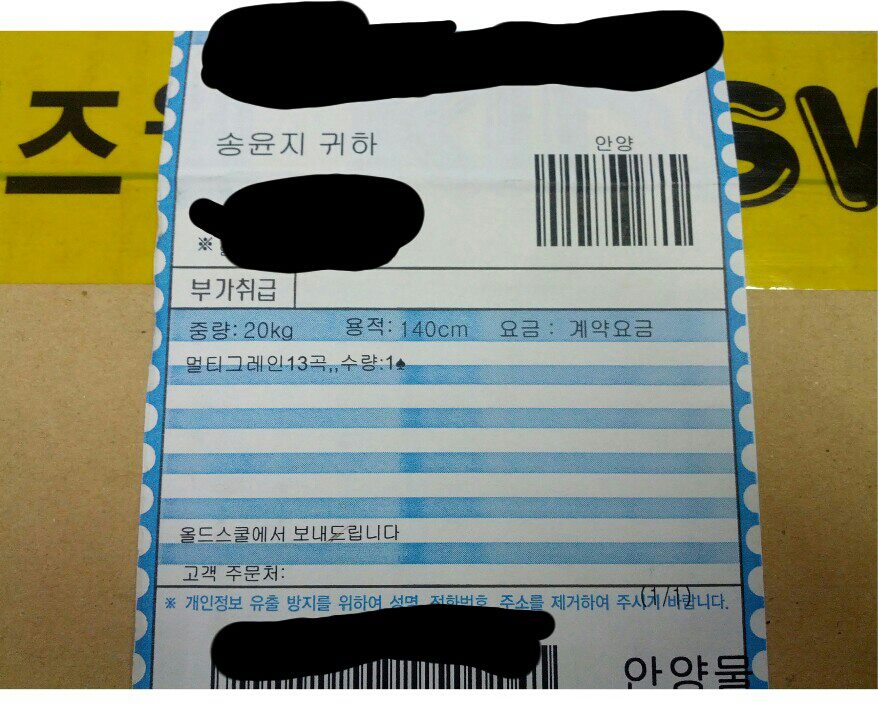 즈
SW
송윤지 귀하
안양
※
부가취급
중량: 20kg 용적: 140cm 요금 : 계약요금
멀티그레인13곡,,수량:1♠
올드스쿨에서 보내드립니다
고객 주문처:
(1/1)
※ 개인정보 유출 방지를 위하여 성명, 전화번호, 주소를 제거하여 주시기 바랍니다.
안양물